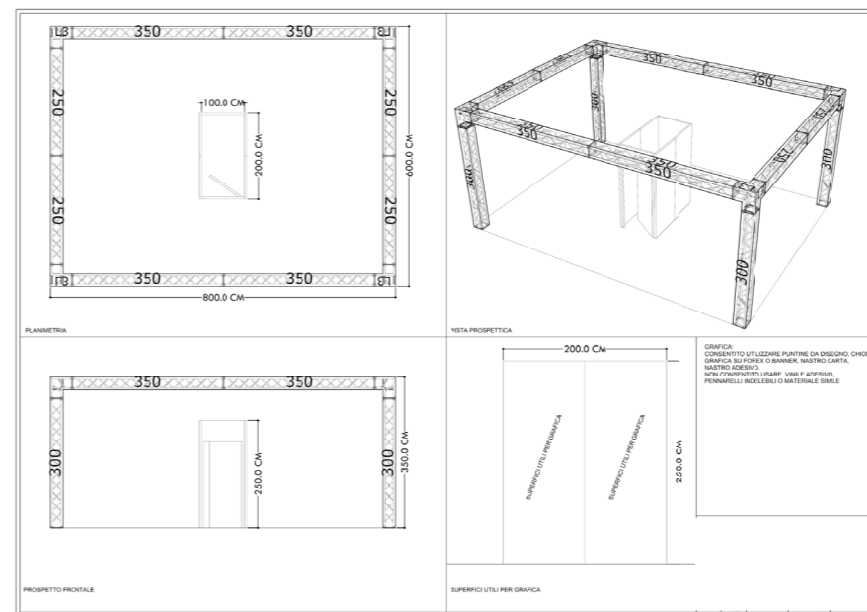 350 350
250 250
100.0 CM
200.0 CM
600.0 CM
250 250
350 350
800.0 CM
PLANIMETRIA
350
350
300
350
350
250
300
300
300
VISTA PROSPETTICA
350 350
300 300
250.0 CM
350.0 CM
PROSPETTO FRONTALE
200.0 CM
SUPERFICI UTILI PER GRAFICA
SUPERFICI UTILI PER GRAFICA
250.0 CM
SUPERFICI UTILI PER GRAFICA
GRAFICA:
CONSENTITO UTLIZZARE PUNTINE DA DISEGNO,
GRAFICA SU FOREX O BANNER, NASTRO CARTA,
NASTRO ADESIVO.
NON CONSENTITO USARE VINILE ADESIVO,
PENNARELLI INDELEBILI O MATERIALE SIMLE